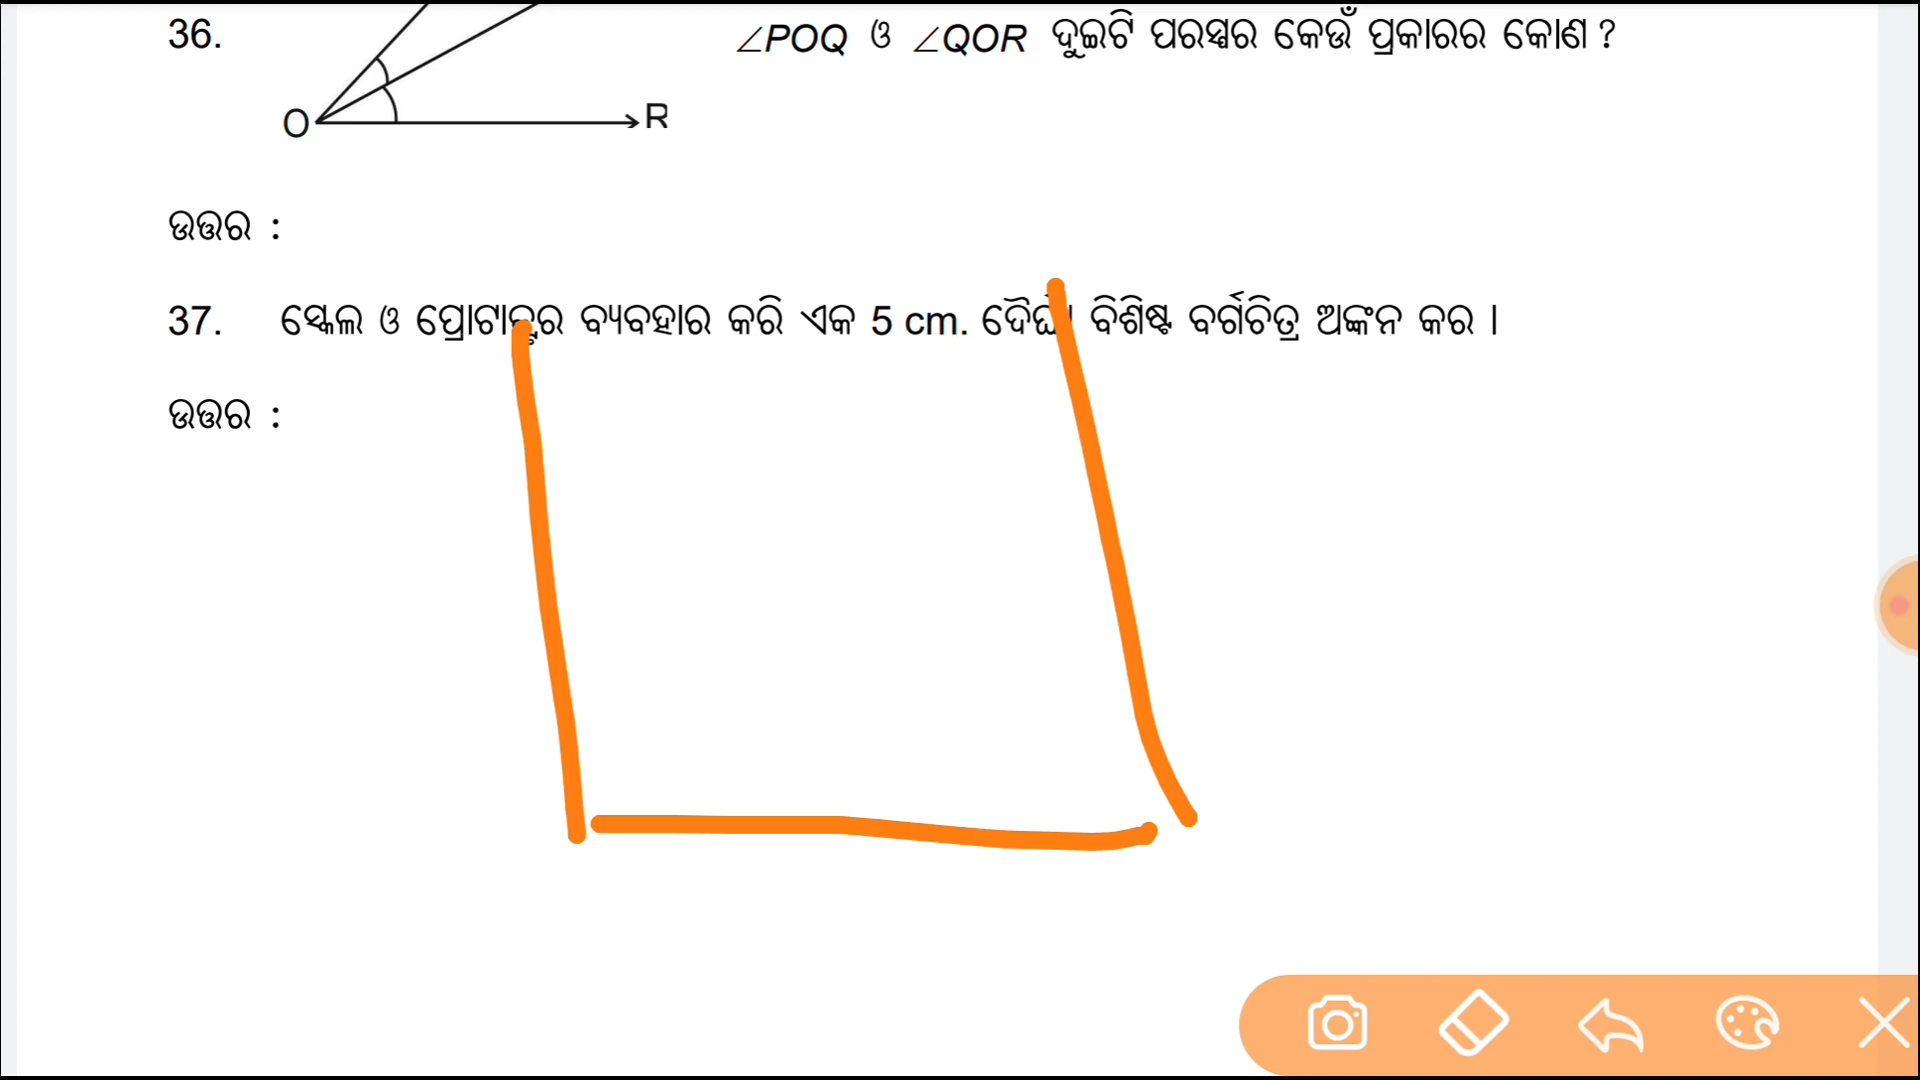 36. ∠POQ ଓ ∠QOR ଦୁଇଟି ପରସ୍ପର କେଉଁ ପ୍ରକାରର କୋଣ ?
O R
ଉତ୍ତର :
37. ସ୍କେଲ ଓ ପ୍ରୋଟ୍ରାକ୍ଟର ବ୍ୟବହାର କରି ଏକ 5 cm. ଦୈର୍ଘ୍ୟ ବିଶିଷ୍ଟ ବର୍ଗଚିତ୍ର ଅଙ୍କନ କର ।
ଉତ୍ତର :